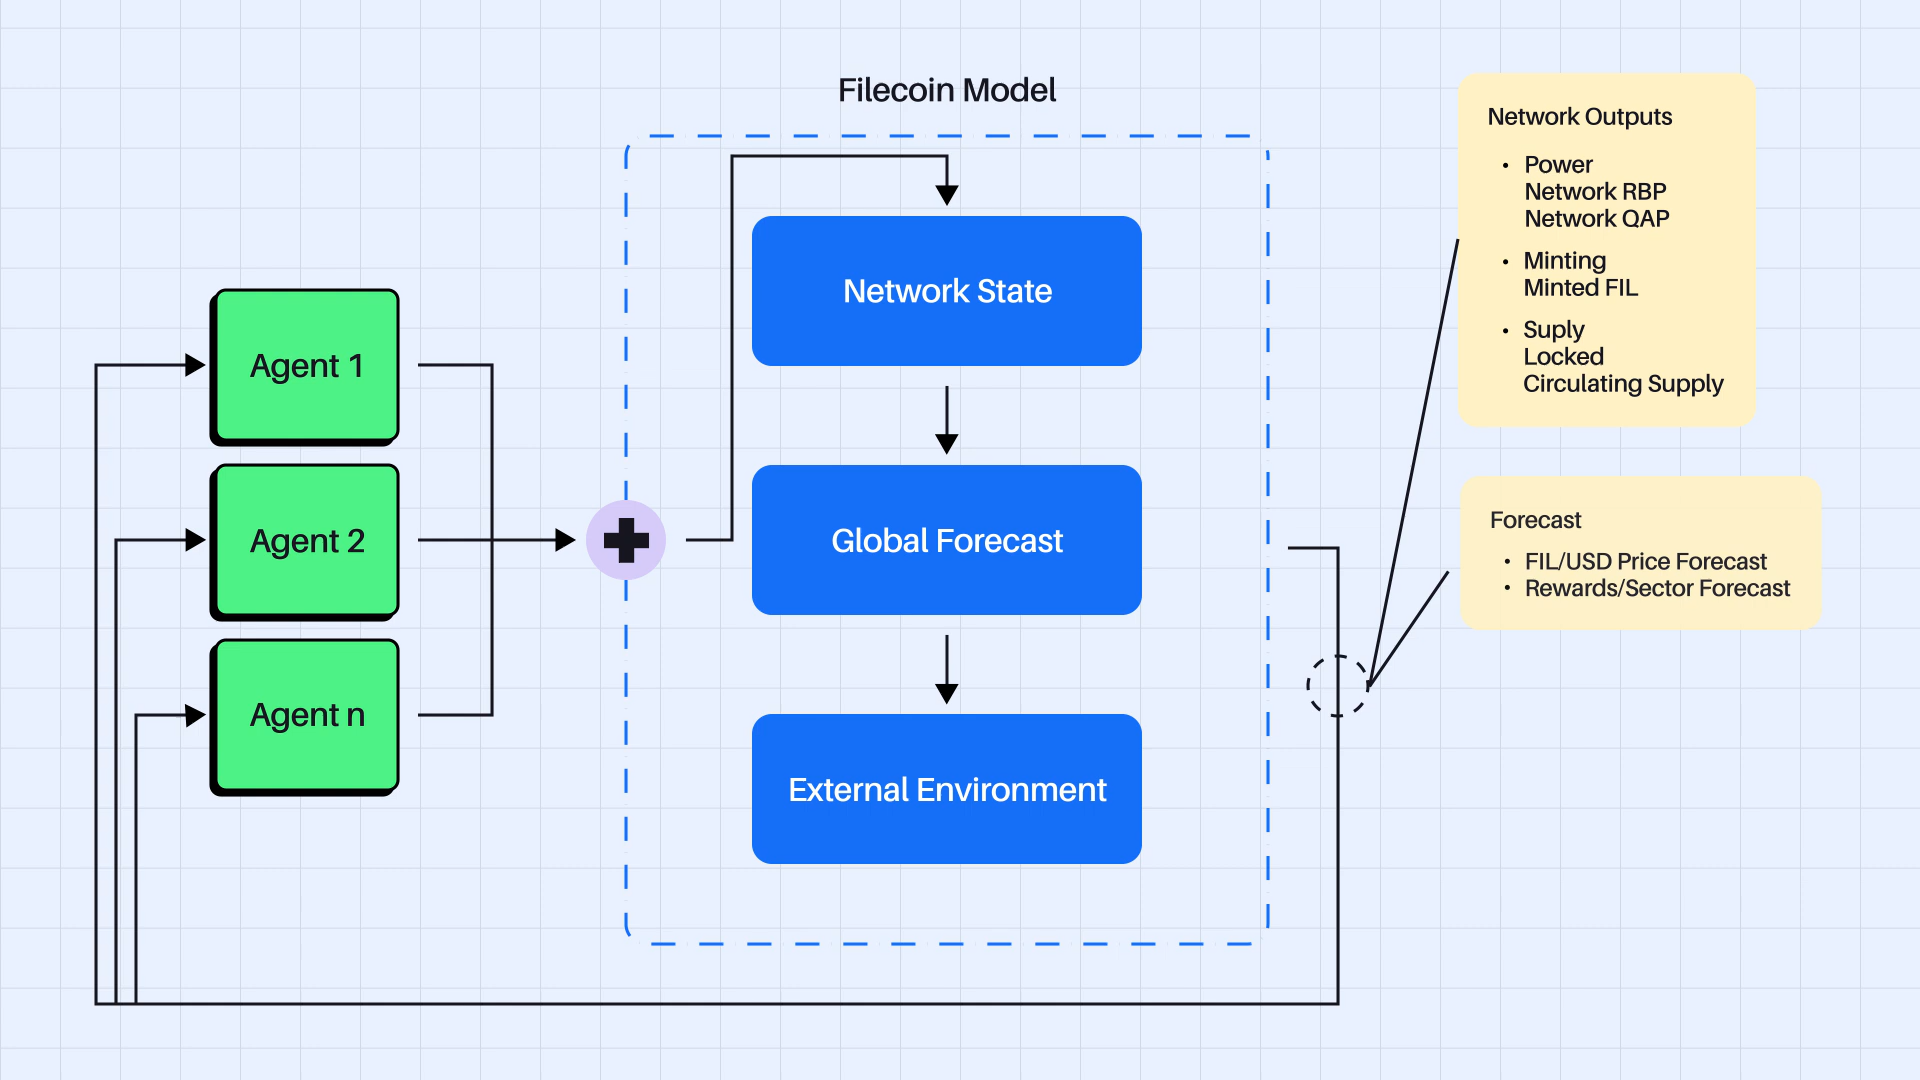 Filecoin Model
Agent 1
Agent 2
Agent n
Network State
Global Forecast
External Environment
Network Outputs
• Power
Network RBP
Network QAP
• Minting
Minted FIL
• Suply
Locked
Circulating Supply
Forecast
• FIL/USD Price Forecast
• Rewards/Sector Forecast